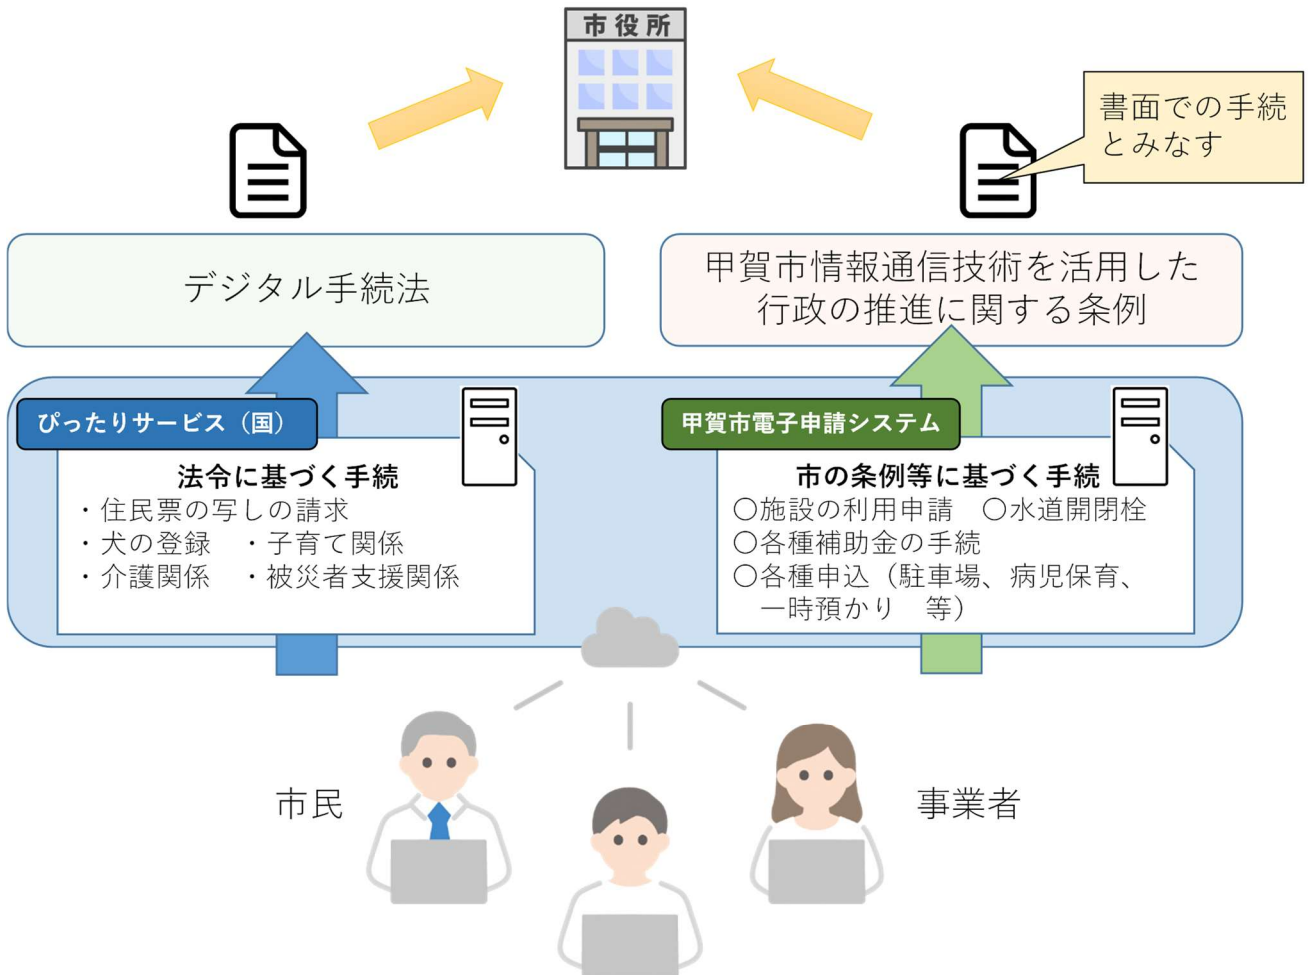 市役所
書面での手続
とみなす
デジタル手続法
甲賀市情報通信技術を活用した
行政の推進に関する条例
ぴったりサービス（国）
法令に基づく手続
・住民票の写しの請求
・犬の登録　・子育て関係
・介護関係　・被災者支援関係
甲賀市電子申請システム
市の条例等に基づく手続
〇施設の利用申請　〇水道開閉栓
〇各種補助金の手続
〇各種申込（駐車場、病児保育、
一時預かり　等）
市民
事業者